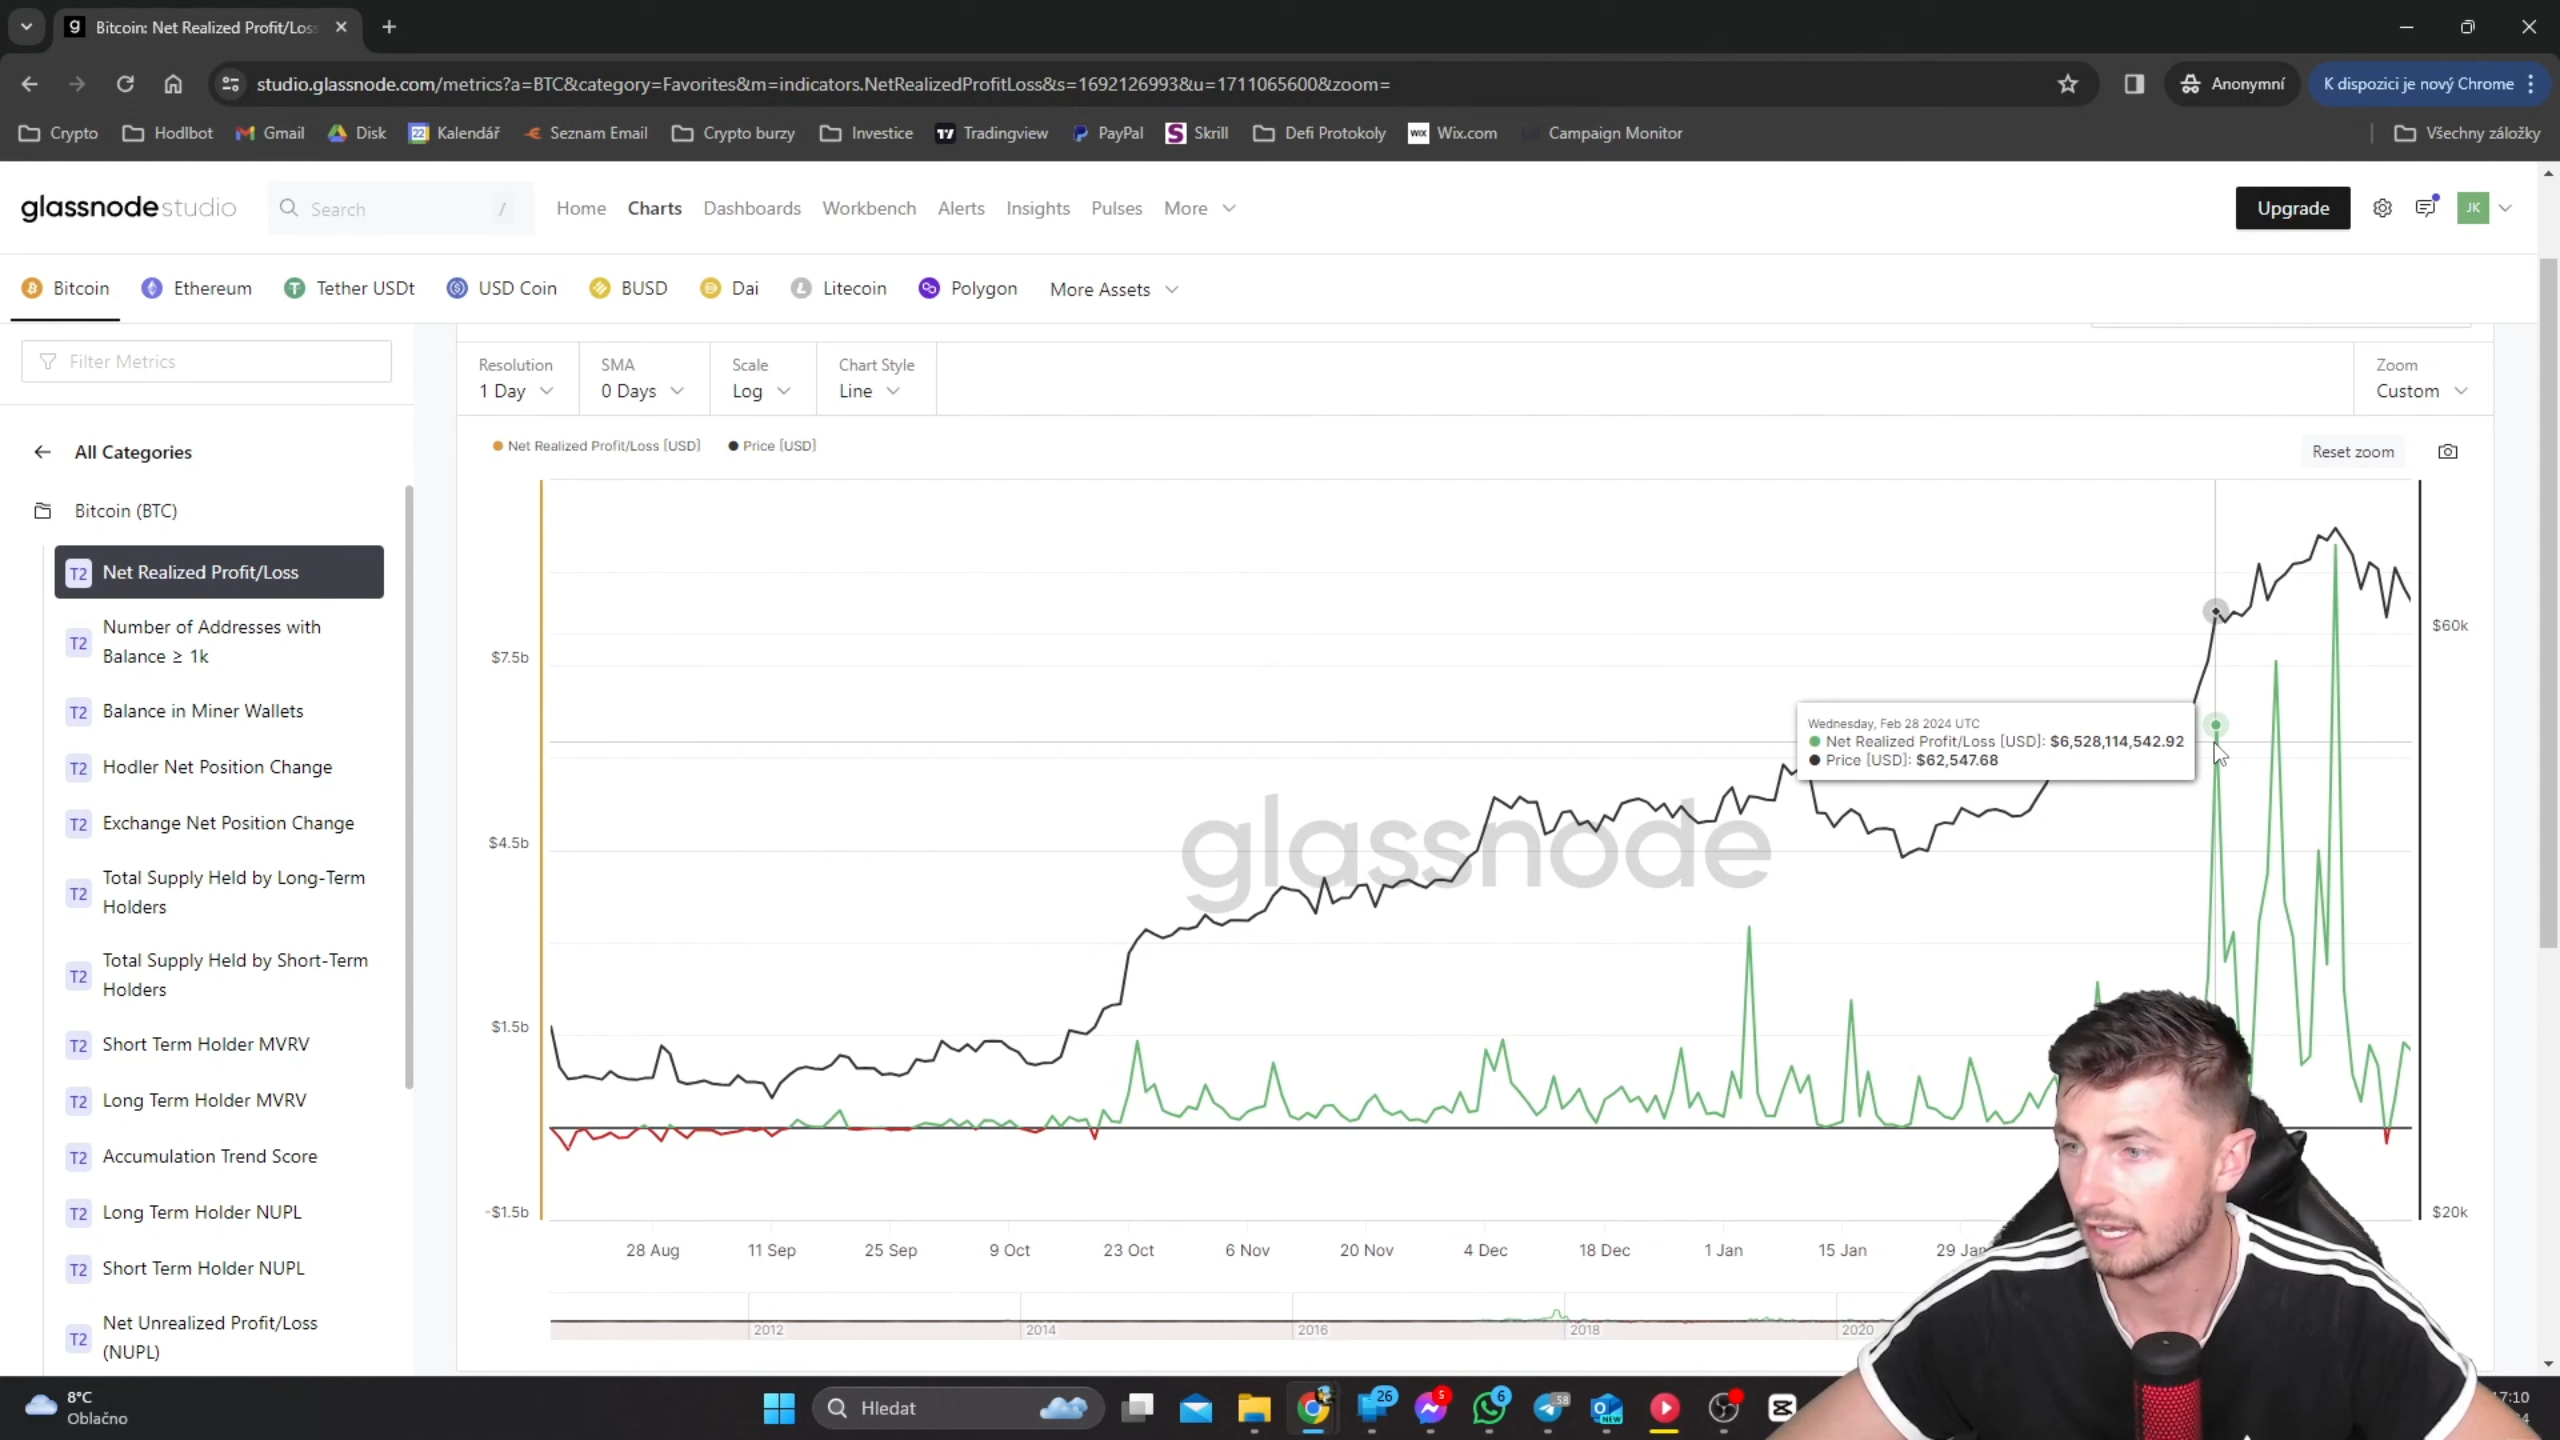 Bitcoin: Net Realized Profit/Los
studio.glassnode.com/metrics?a=BTC&category=Favorites&m=indicators.NetRealizedProfitLoss&s=1692126993&u=1711065600&zoom=
Anonymní
K dispozici je nový Chrome
Crypto
Hodlbot
Gmail
Disk
Kalendář
Seznam Email
Crypto burzy
Investice
Tradingview
PayPal
Skrill
Defi Protokoly
Wix.com
Campaign Monitor
Všechny záložky
glassnodestudio
Search /
Home
Charts
Dashboards
Workbench
Alerts
Insights
Pulses
More
Upgrade
JK
Bitcoin
Ethereum
Tether USDt
USD Coin
BUSD
Dai
Litecoin
Polygon
More Assets
Filter Metrics
All Categories
Bitcoin (BTC)
T2 Net Realized Profit/Loss
T2 Number of Addresses with
Balance ≥ 1k
T2 Balance in Miner Wallets
T2 Hodler Net Position Change
T2 Exchange Net Position Change
T2 Total Supply Held by Long-Term
Holders
T2 Total Supply Held by Short-Term
Holders
T2 Short Term Holder MVRV
T2 Long Term Holder MVRV
T2 Accumulation Trend Score
T2 Long Term Holder NUPL
T2 Short Term Holder NUPL
T2 Net Unrealized Profit/Loss
(NUPL)
Resolution
1 Day
SMA
0 Days
Scale
Log
Chart Style
Line
Zoom
Custom
Net Realized Profit/Loss [USD]
Price [USD]
Reset zoom
$7.5b
$4.5b
$1.5b
-$1.5b
$60k
$20k
glassnode
Wednesday, Feb 28 2024 UTC
Net Realized Profit/Loss [USD]: $6,528,114,542.92
Price [USD]: $62,547.68
28 Aug
11 Sep
25 Sep
9 Oct
23 Oct
6 Nov
20 Nov
4 Dec
18 Dec
1 Jan
15 Jan
29 Jan
2012
2014
2016
2018
2020
8°C
Oblačno
Hledat
26
5
6
58
NEW